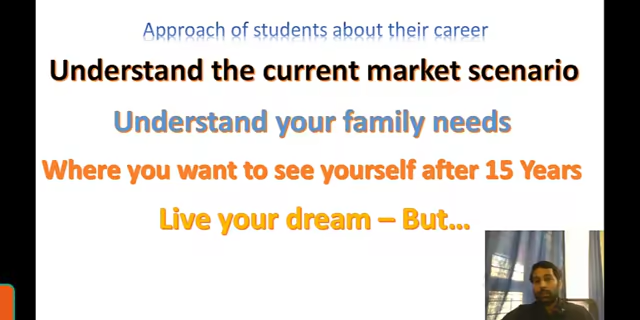 Approach of students about their career
Understand the current market scenario
Understand your family needs
Where you want to see yourself after 15 Years
Live your dream – But...